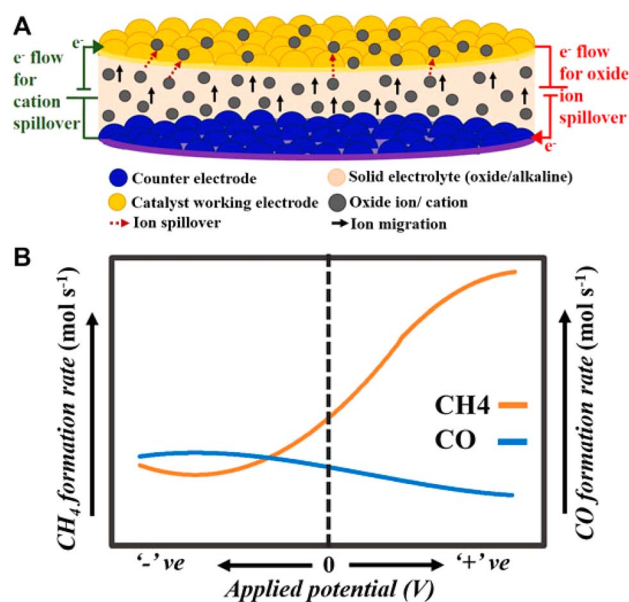 A
e- e- flow for cation spillover
e- flow for oxide ion spillover
e-
Counter electrode
Solid electrolyte (oxide/alkaline)
Catalyst working electrode
Oxide ion/ cation
Ion spillover
Ion migration
B
CH4 formation rate (mol s-1)
CO formation rate (mol s-1)
CH4
CO
‘-’ ve
0
‘+’ ve
Applied potential (V)